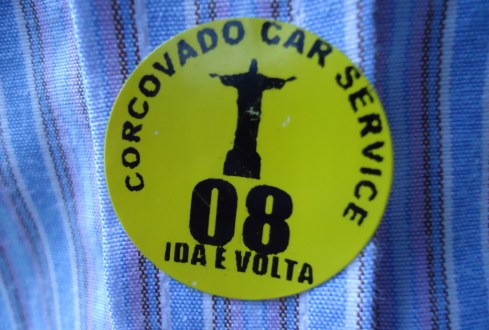 CORCOVADO CAR SERVICE
08
IDA E VOLTA